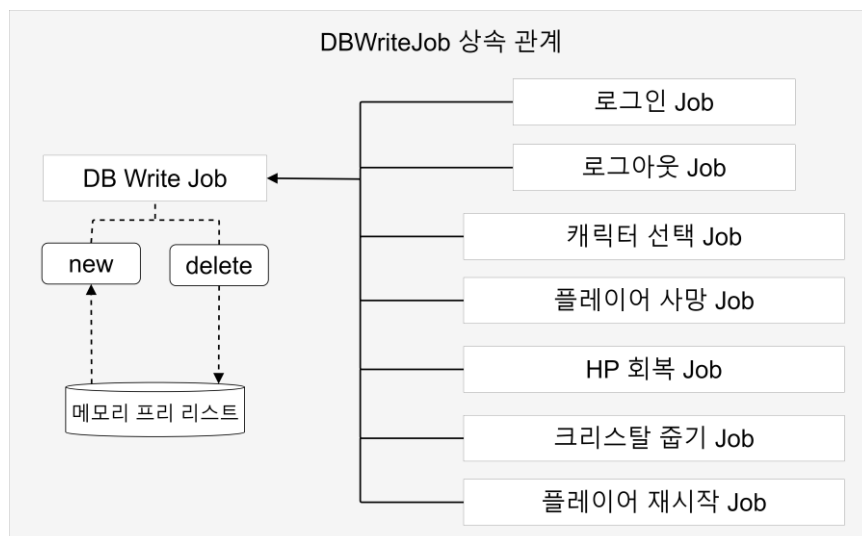 DBWriteJob 상속 관계
로그인 Job
로그아웃 Job
DB Write Job
캐릭터 선택 Job
new
delete
플레이어 사망 Job
HP 회복 Job
메모리 프리 리스트
크리스탈 줍기 Job
플레이어 재시작 Job